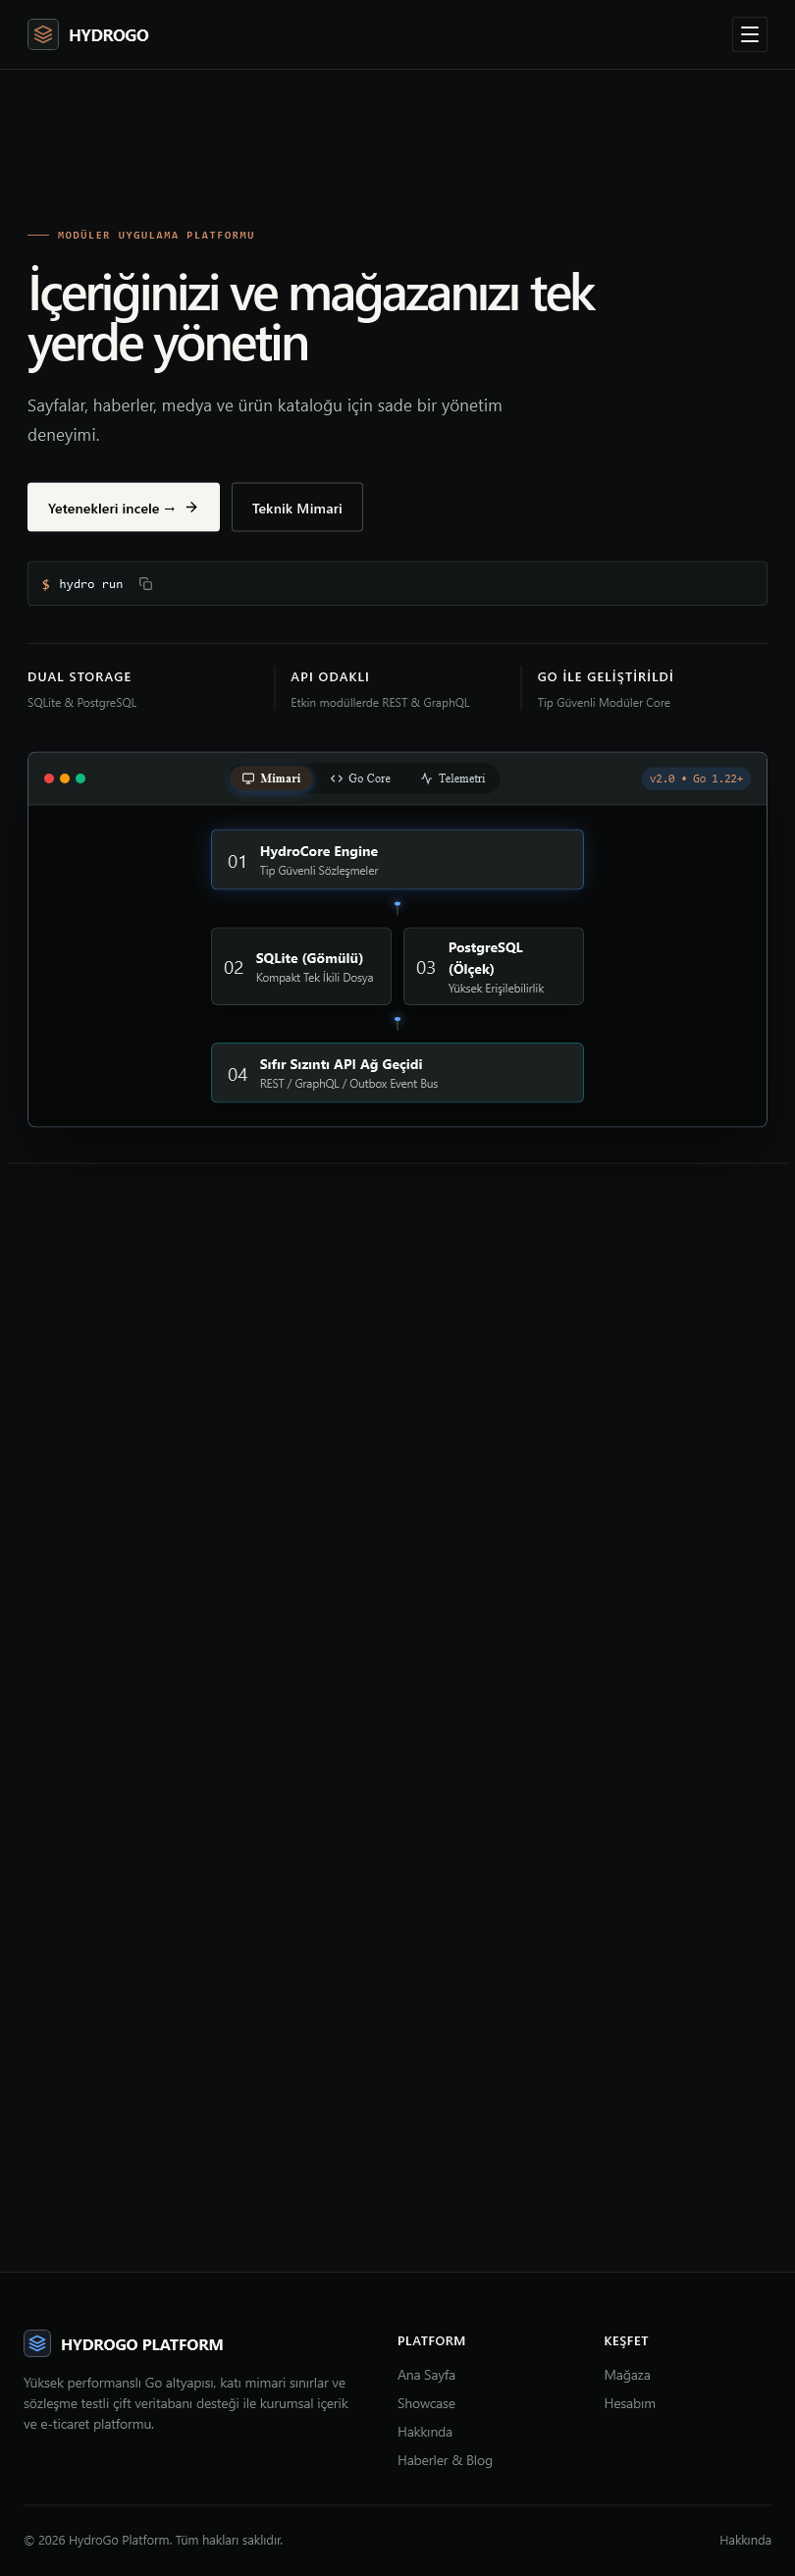 HYDROGO
MODÜLER UYGULAMA PLATFORMU
İçeriğinizi ve mağazanızı tek
yerde yönetin
Sayfalar, haberler, medya ve ürün kataloğu için sade bir yönetim
deneyimi.
Yetenekleri incele →
Teknik Mimari
$ hydro run
DUAL STORAGE
SQLite & PostgreSQL
API ODAKLI
Etkin modüllerde REST & GraphQL
GO İLE GELİŞTİRİLDİ
Tip Güvenli Modüler Core
Mimari
Go Core
Telemetri
v2.0 • Go 1.22+
01
HydroCore Engine
Tip Güvenli Sözleşmeler
02
SQLite (Gömülü)
Kompakt Tek İkili Dosya
03
PostgreSQL
(Ölçek)
Yüksek Erişilebilirlik
04
Sıfır Sızıntı API Ağ Geçidi
REST / GraphQL / Outbox Event Bus
HYDROGO PLATFORM
Yüksek performanslı Go altyapısı, katı mimari sınırlar ve
sözleşme testli çift veritabanı desteği ile kurumsal içerik
ve e-ticaret platformu.
PLATFORM
Ana Sayfa
Showcase
Hakkında
Haberler & Blog
KEŞFET
Mağaza
Hesabım
© 2026 HydroGo Platform. Tüm hakları saklıdır.
Hakkında